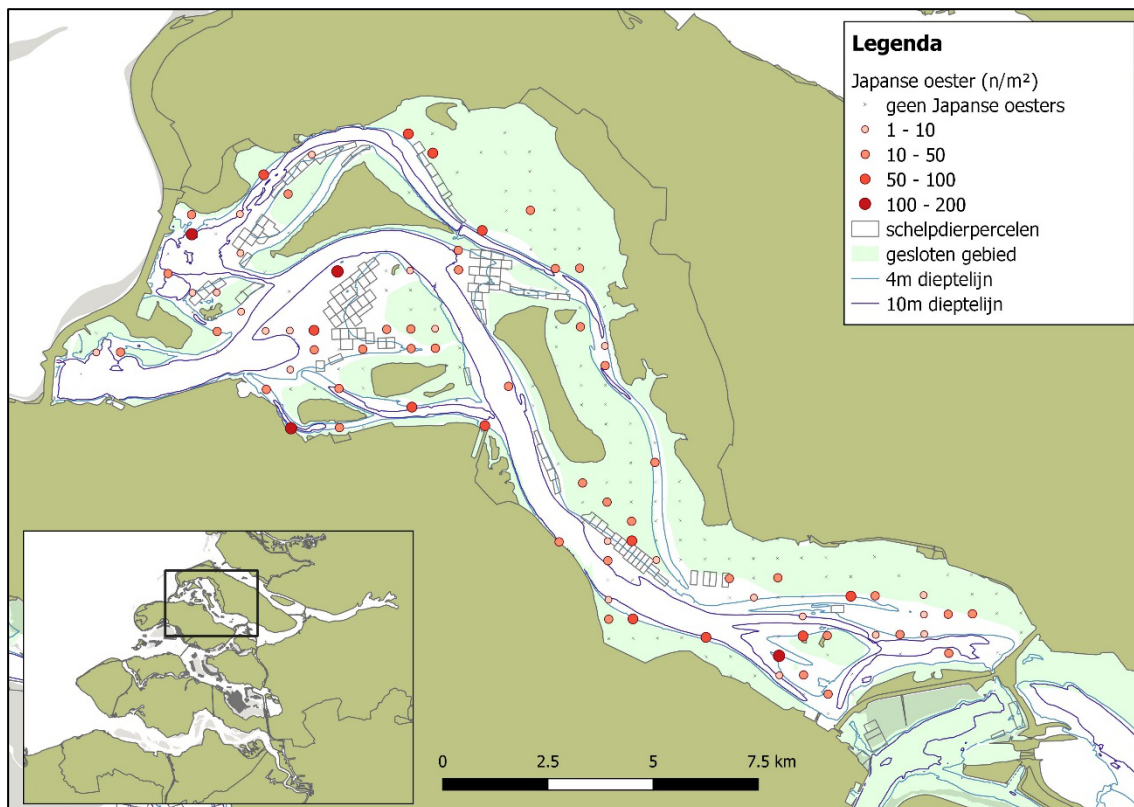 Legenda
Japanse oester (n/m²)
geen Japanse oesters
1 - 10
10 - 50
50 - 100
100 - 200
schelpdierpercelen
gesloten gebied
4m dieptelijn
10m dieptelijn
0 2.5 5 7.5 km